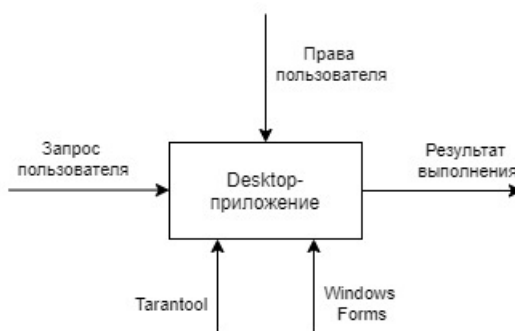 Права
пользователя
Запрос
пользователя
Desktop-
приложение
Результат
выполнения
Tarantool
Windows
Forms